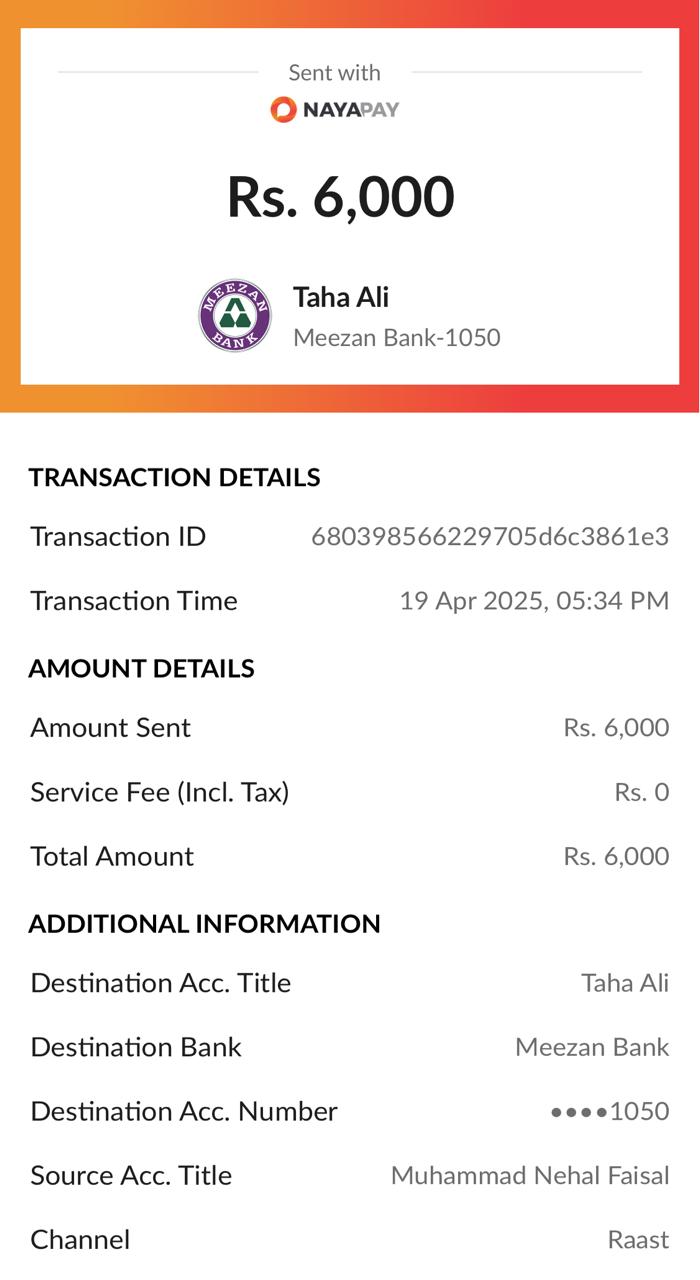 Sent with
NAYAPAY
Rs. 6,000
MEEZAN BANK
Taha Ali
Meezan Bank-1050
TRANSACTION DETAILS
Transaction ID 680398566229705d6c3861e3
Transaction Time 19 Apr 2025, 05:34 PM
AMOUNT DETAILS
Amount Sent Rs. 6,000
Service Fee (Incl. Tax) Rs. 0
Total Amount Rs. 6,000
ADDITIONAL INFORMATION
Destination Acc. Title Taha Ali
Destination Bank Meezan Bank
Destination Acc. Number ●●●●1050
Source Acc. Title Muhammad Nehal Faisal
Channel Raast